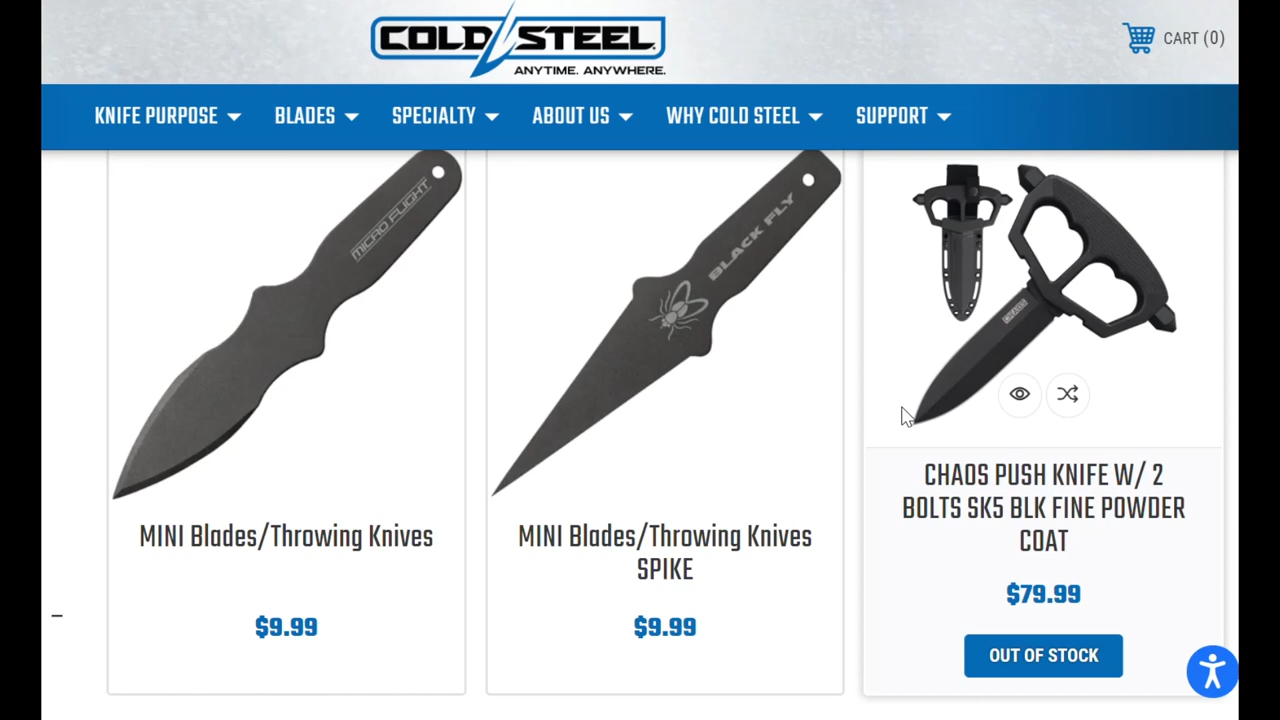 COLD STEEL
ANYTIME. ANYWHERE.
CART (0)
KNIFE PURPOSE BLADES SPECIALTY ABOUT US WHY COLD STEEL SUPPORT
MICRO FLIGHT
BLACK FLY
CHAOS
MINI Blades/Throwing Knives
$9.99
MINI Blades/Throwing Knives
SPIKE
$9.99
CHAOS PUSH KNIFE W/ 2
BOLTS SK5 BLK FINE POWDER
COAT
$79.99
OUT OF STOCK